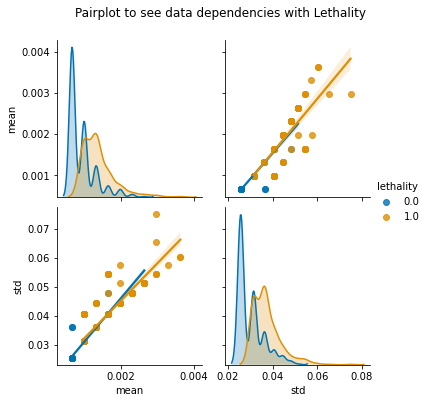 Pairplot to see data dependencies with Lethality
0.004
0.003
0.002
0.001
mean
lethality
0.0
1.0
0.07
0.06
0.05
0.04
0.03
std
0.002 0.004
mean
0.02 0.04 0.06 0.08
std